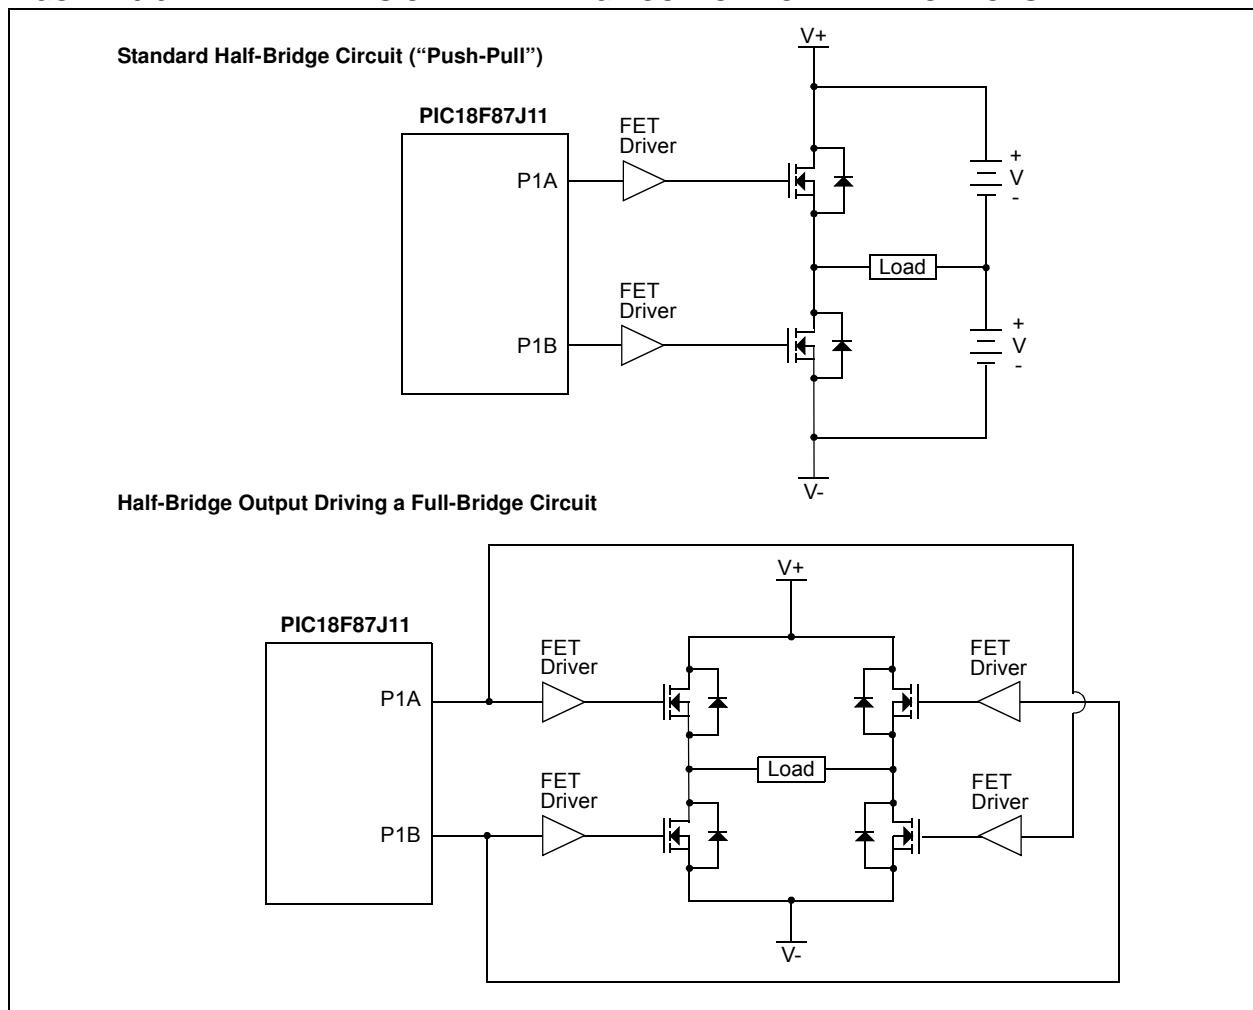 Standard Half-Bridge Circuit (“Push-Pull”)
V+
PIC18F87J11
FET
Driver
P1A
+
V
-
Load
FET
Driver
P1B
+
V
-
V-
Half-Bridge Output Driving a Full-Bridge Circuit
V+
PIC18F87J11
FET
Driver
FET
Driver
P1A
Load
FET
Driver
FET
Driver
P1B
V-